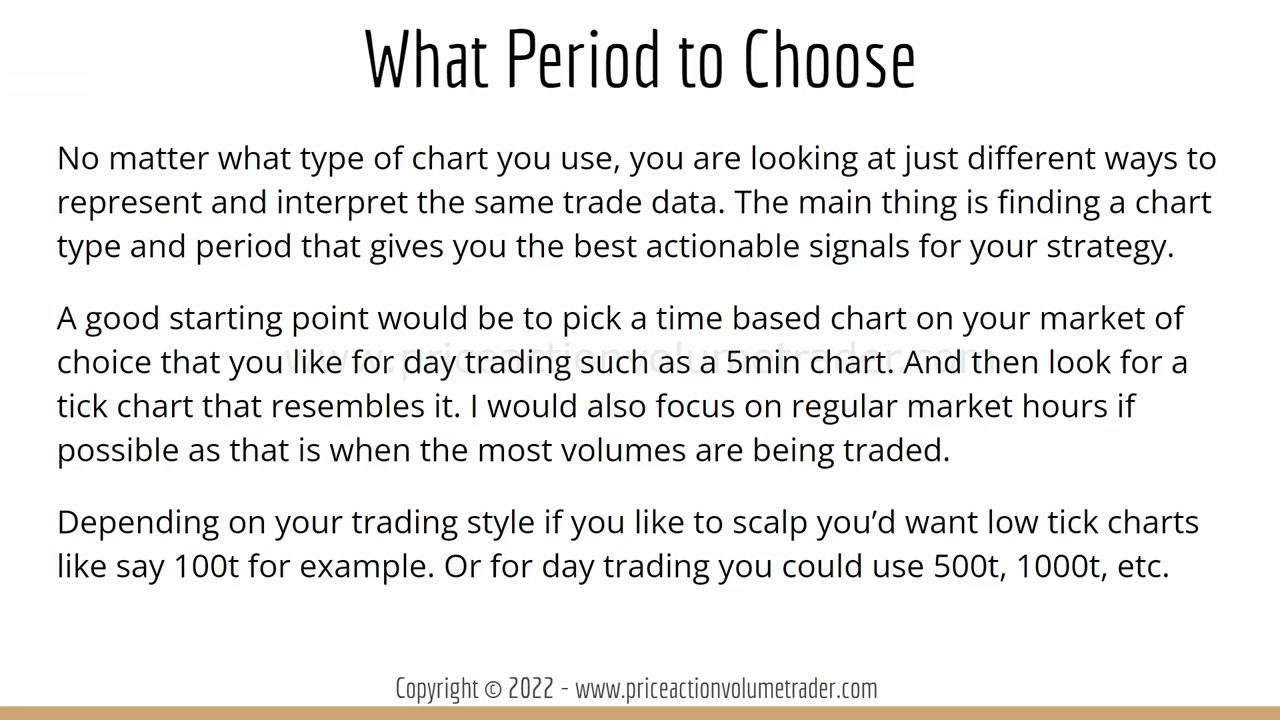 What Period to Choose
No matter what type of chart you use, you are looking at just different ways to
represent and interpret the same trade data. The main thing is finding a chart
type and period that gives you the best actionable signals for your strategy.
A good starting point would be to pick a time based chart on your market of
choice that you like for day trading such as a 5min chart. And then look for a
www.priceactionvolumetrader.com
tick chart that resembles it. I would also focus on regular market hours if
possible as that is when the most volumes are being traded.
Depending on your trading style if you like to scalp you’d want low tick charts
like say 100t for example. Or for day trading you could use 500t, 1000t, etc.
Copyright © 2022 - www.priceactionvolumetrader.com